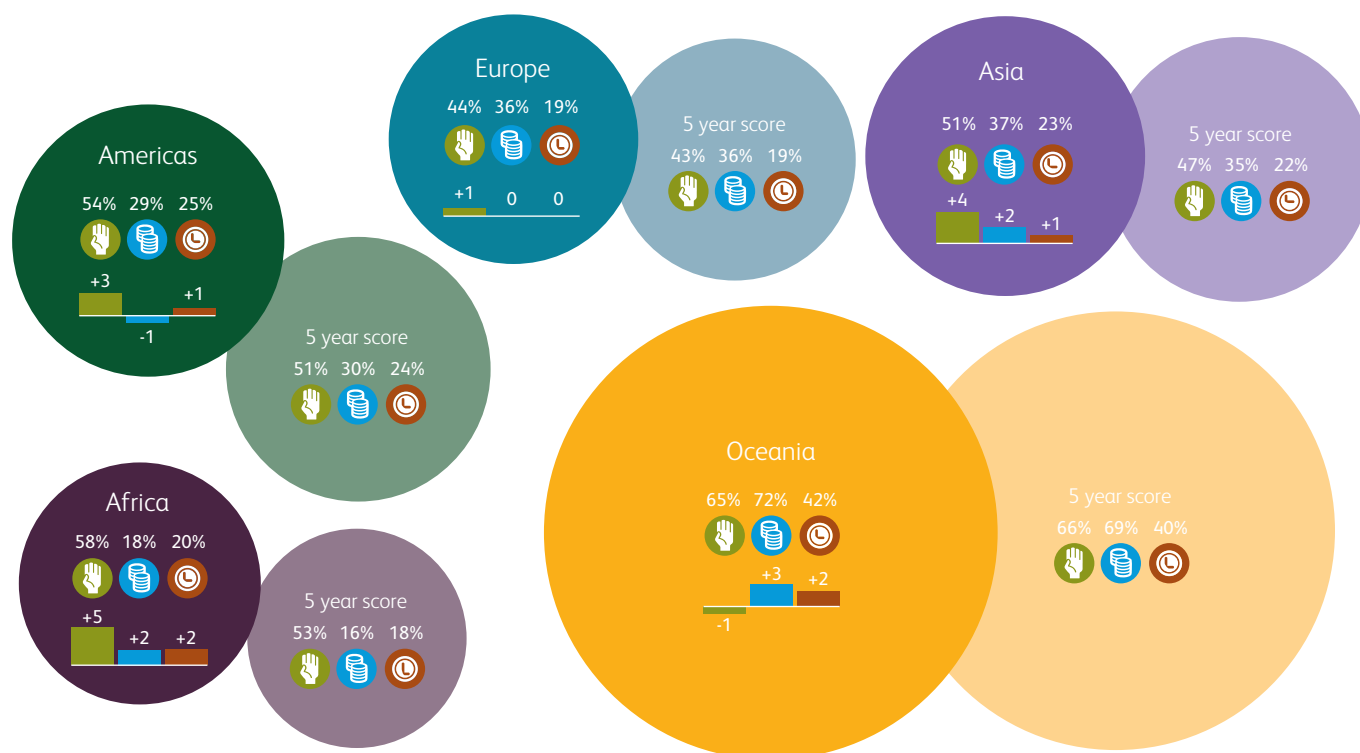 Americas
54% 29% 25%
+3
-1
+1
5 year score
51% 30% 24%
Europe
44% 36% 19%
+1 0 0
5 year score
43% 36% 19%
Asia
51% 37% 23%
+4
+2
+1
5 year score
47% 35% 22%
Africa
58% 18% 20%
+5
+2 +2
5 year score
53% 16% 18%
Oceania
65% 72% 42%
-1
+3
+2
5 year score
66% 69% 40%